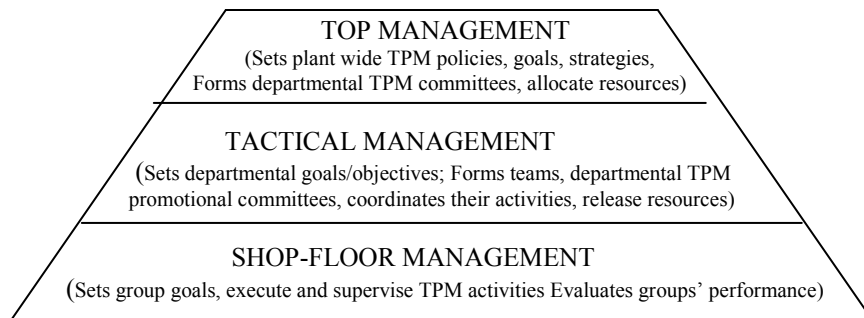 TOP MANAGEMENT
(Sets plant wide TPM policies, goals, strategies,
Forms departmental TPM committees, allocate resources)
TACTICAL MANAGEMENT
(Sets departmental goals/objectives; Forms teams, departmental TPM
promotional committees, coordinates their activities, release resources)
SHOP-FLOOR MANAGEMENT
(Sets group goals, execute and supervise TPM activities Evaluates groups’ performance)